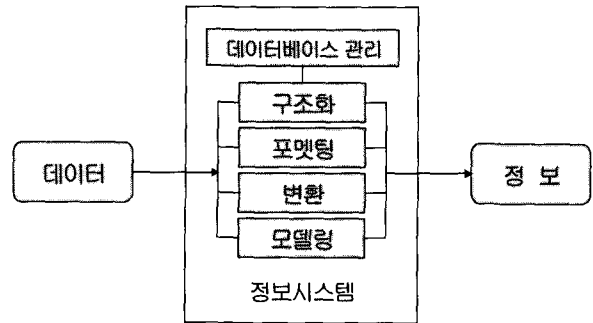 데이터베이스 관리
구조화
포멧팅
데이터
변환
정 보
모델링
정보시스템